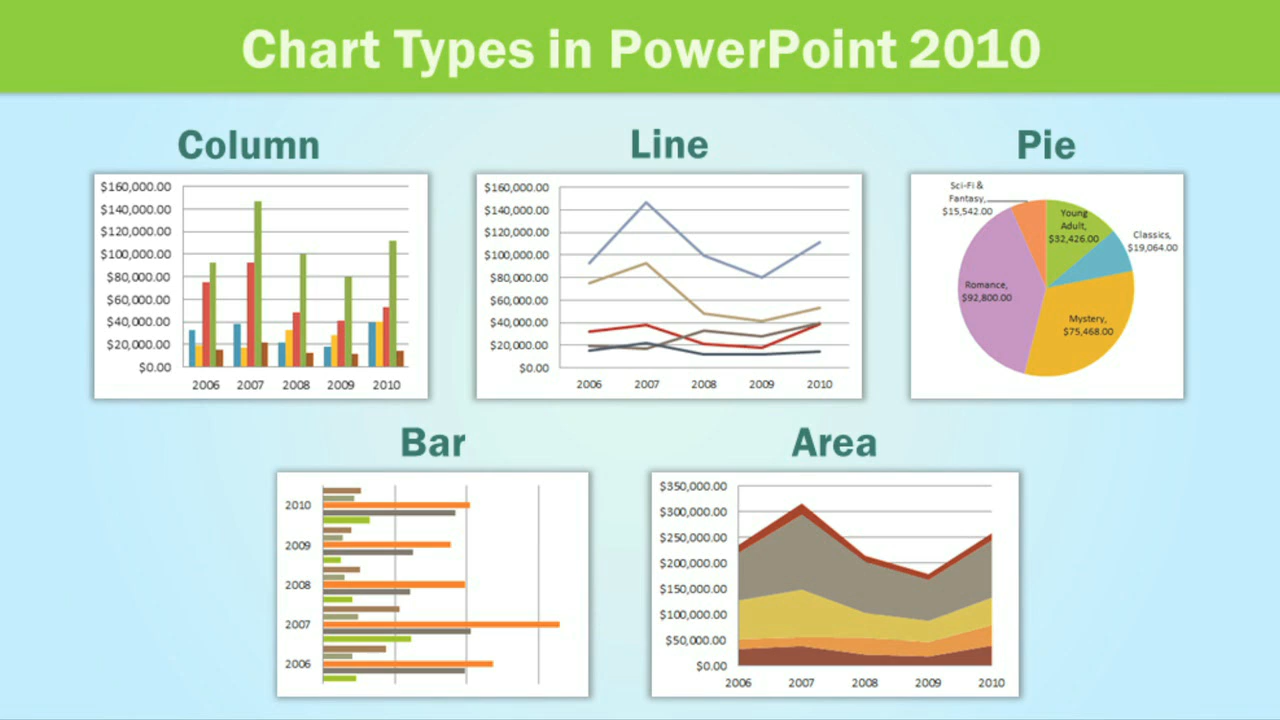 Chart Types in PowerPoint 2010
Column
$160,000.00
$140,000.00
$120,000.00
$100,000.00
$80,000.00
$60,000.00
$40,000.00
$20,000.00
$0.00
2006 2007 2008 2009 2010
Line
$160,000.00
$140,000.00
$120,000.00
$100,000.00
$80,000.00
$60,000.00
$40,000.00
$20,000.00
$0.00
2006 2007 2008 2009 2010
Pie
Sci-Fi &
Fantasy,
$15,542.00
Young
Adult,
$32,426.00
Classics,
$19,064.00
Romance,
$92,800.00
Mystery,
$75,468.00
Bar
2010
2009
2008
2007
2006
Area
$350,000.00
$300,000.00
$250,000.00
$200,000.00
$150,000.00
$100,000.00
$50,000.00
$0.00
2006 2007 2008 2009 2010